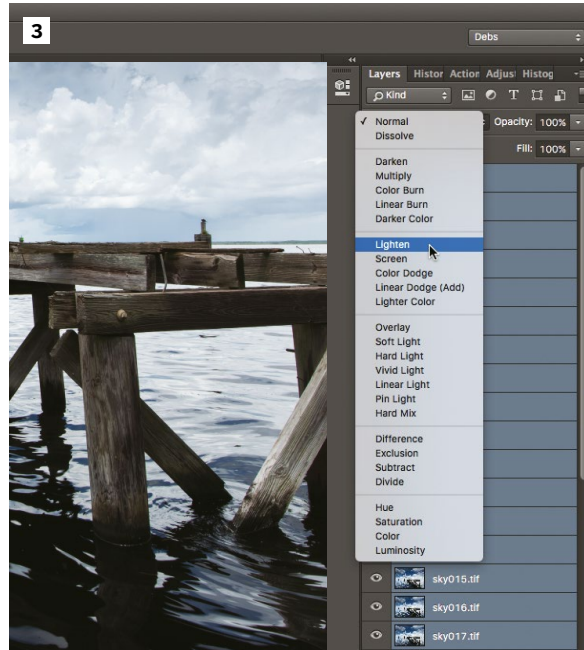 3
Debs
Layers Histor Action Adjus Histog
Kind
Normal
Opacity: 100%
Dissolve
Fill: 100%
Darken
Multiply
Color Burn
Linear Burn
Darker Color
Lighten
Screen
Color Dodge
Linear Dodge (Add)
Lighter Color
Overlay
Soft Light
Hard Light
Vivid Light
Linear Light
Pin Light
Hard Mix
Difference
Exclusion
Subtract
Divide
Hue
Saturation
Color
Luminosity
sky015.tif
sky016.tif
sky017.tif